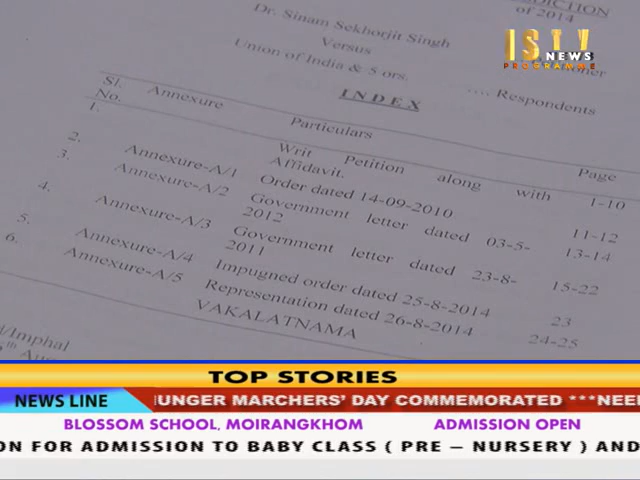 DICTION
of 2014
Dr. Sinam Sekhorjit Singh
Versus
Union of India & 5 ors.
.... Respondents
ISTV
NEWS
PROGRAMME
INDEX
Sl. No. Annexure Particulars Page
1. Writ Petition along with 1-10
Affidavit.
2. Annexure-A/1 Order dated 14-09-2010 11-12
3. Annexure-A/2 Government letter dated 03-5- 13-14
2012
4. Annexure-A/3 Government letter dated 23-8- 15-22
2011
5. Annexure-A/4 Impugned order dated 25-8-2014 23
6. Annexure-A/5 Representation dated 26-8-2014 24-25
VAKALATNAMA
/Imphal
TOP STORIES
NEWS LINE HUNGER MARCHERS' DAY COMMEMORATED ***NEE
BLOSSOM SCHOOL, MOIRANGKHOM ADMISSION OPEN
ON FOR ADMISSION TO BABY CLASS ( PRE – NURSERY ) AND